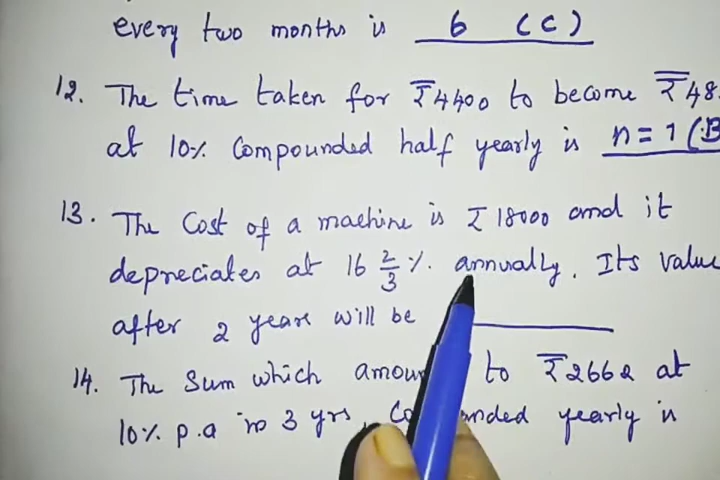 every two months is 6 (C)
12. The time taken for ₹4400 to become ₹48
at 10% Compounded half yearly is n=1 (B
13. The Cost of a machine is ₹18000 and it
depreciates at 16 2/3 %. annually. Its value
after 2 years will be
14. The Sum which amoun to ₹2662 at
10% p.a in 3 yrs. Co nded yearly is